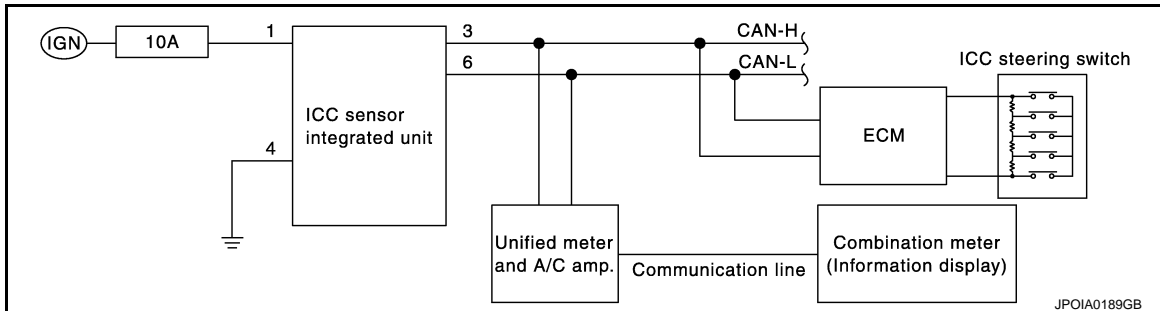 IGN
10A
1
3
CAN-H
6
CAN-L
ICC steering switch
ICC sensor
integrated unit
ECM
4
Unified meter
and A/C amp.
Communication line
Combination meter
(Information display)
JPOIA0189GB